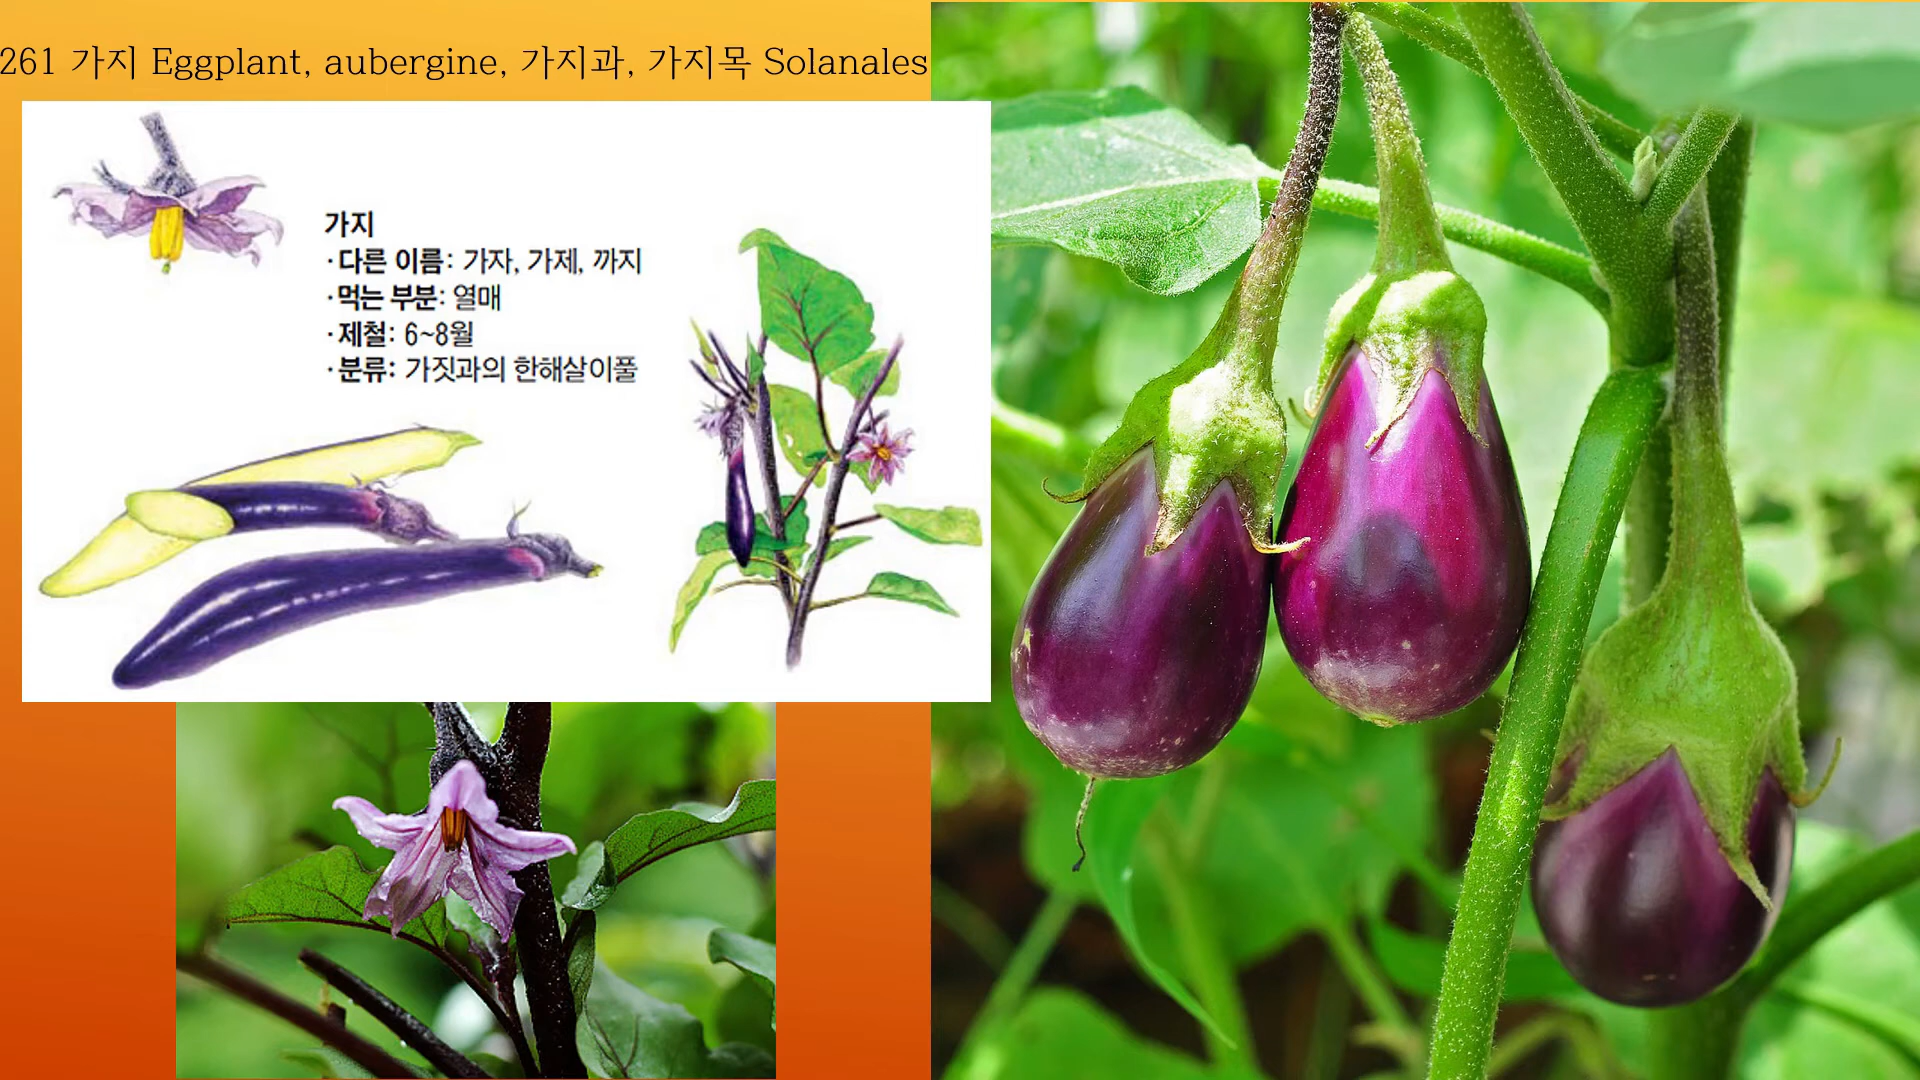 261 가지 Eggplant, aubergine, 가지과, 가지목 Solanales
가지
·다른 이름: 가자, 가제, 까지
·먹는 부분: 열매
·제철: 6~8월
·분류: 가짓과의 한해살이풀